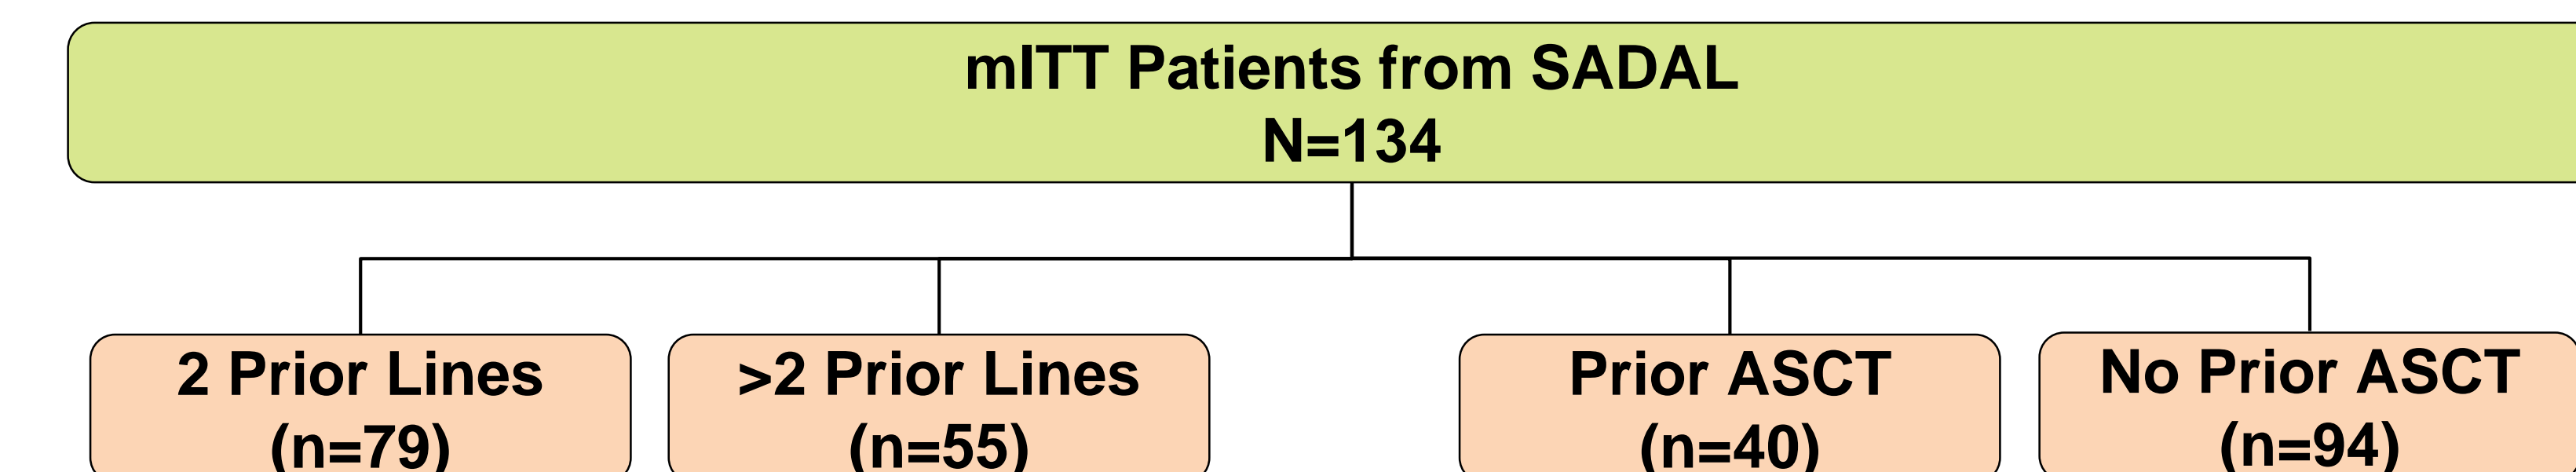 mITT Patients from SADAL
N=134
2 Prior Lines
(n=79)
>2 Prior Lines
(n=55)
Prior ASCT
(n=40)
No Prior ASCT
(n=94)